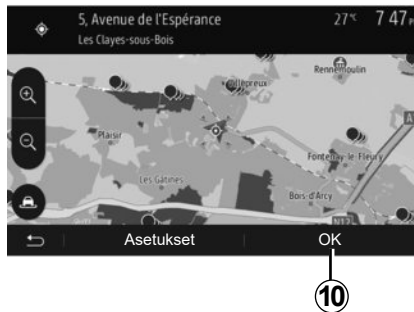 5, Avenue de l'Espérance
27°C 7 47
Les Clayes-sous-Bois
Rennemoulin
Plaisir
Fontenay-le-Fleury
Les Gâtines
Bois-d'Arcy
A
N12
Asetukset
OK
10